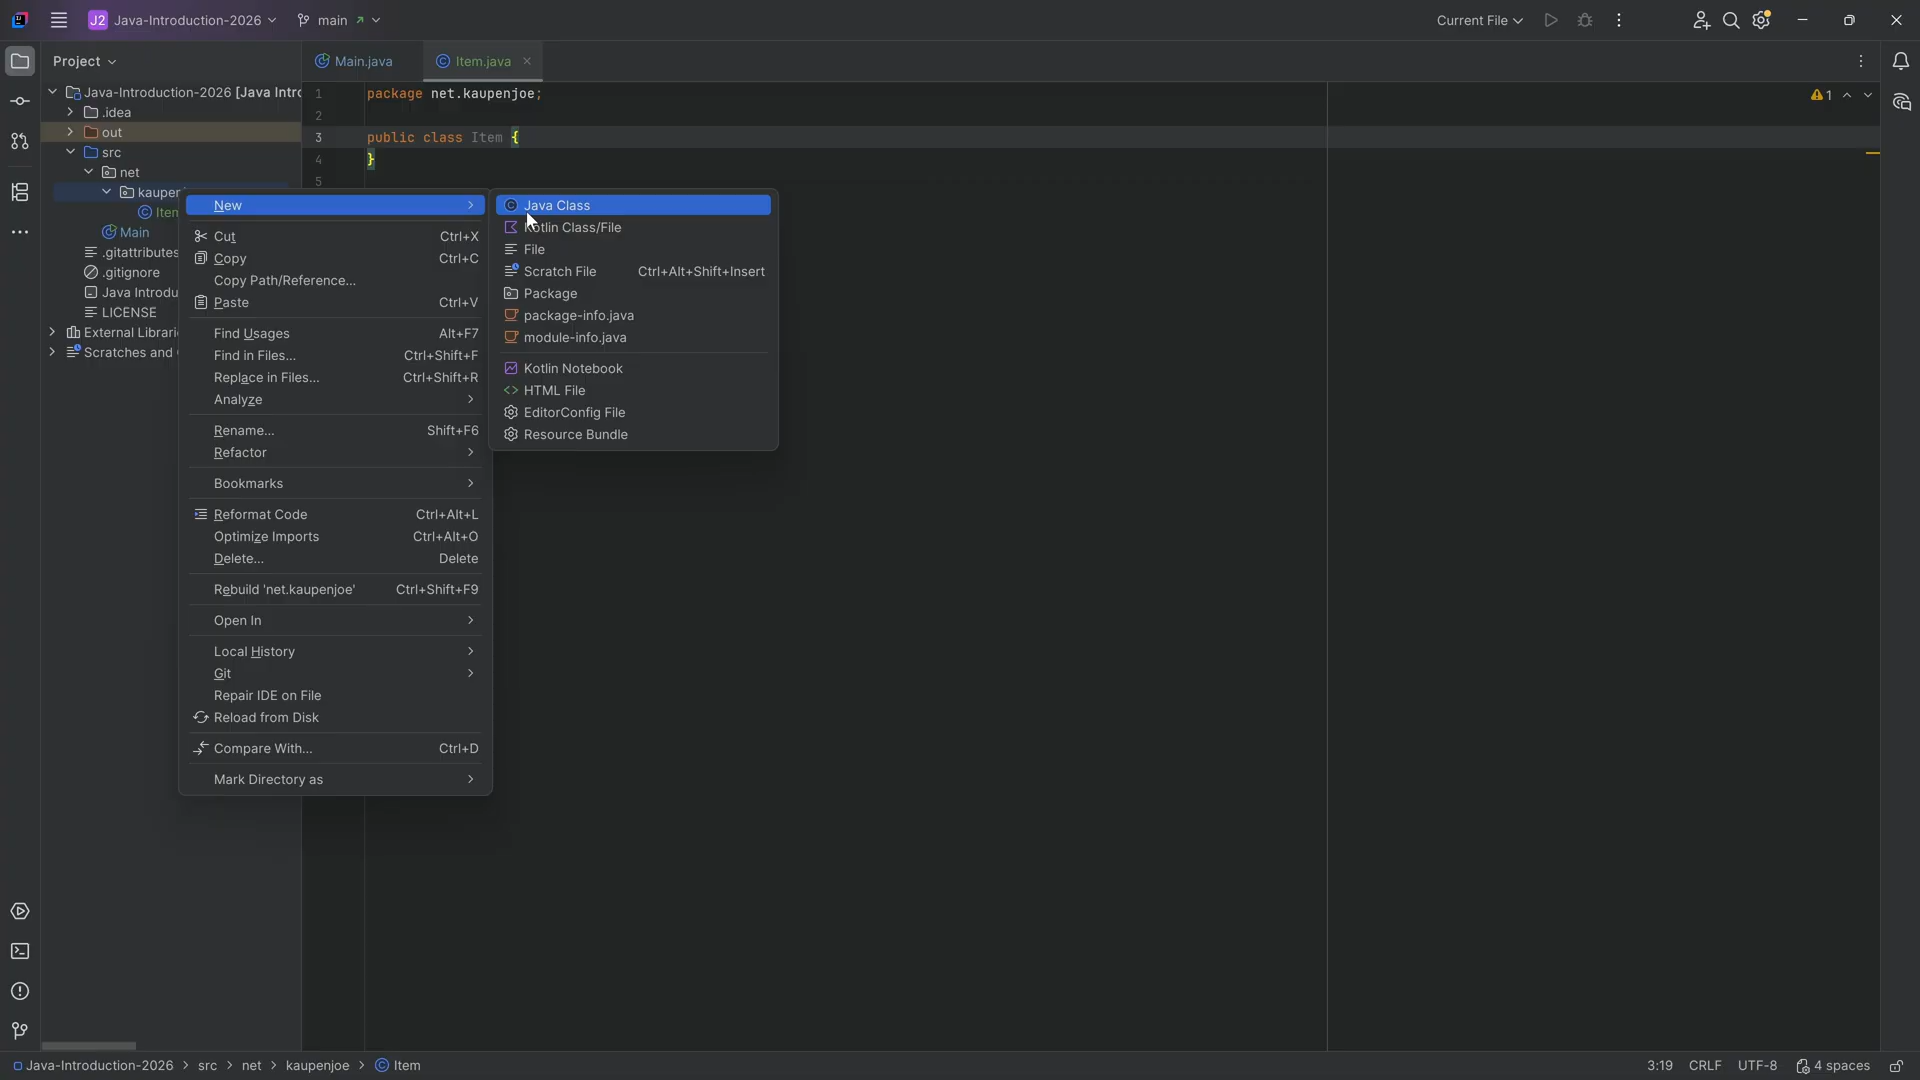 J2 Java-Introduction-2026 main Current File
Project Main.java Item.java
Java-Introduction-2026 [Java Intr
.idea
out
src
net
kaupen
Item
Main
.gitattributes
.gitignore
Java Introdu
LICENSE
External Librari
Scratches and
1 package net.kaupenjoe;
2
3 public class Item {
4 }
5
1
New
Cut Ctrl+X
Copy Ctrl+C
Copy Path/Reference...
Paste Ctrl+V
Find Usages Alt+F7
Find in Files... Ctrl+Shift+F
Replace in Files... Ctrl+Shift+R
Analyze
Rename... Shift+F6
Refactor
Bookmarks
Reformat Code Ctrl+Alt+L
Optimize Imports Ctrl+Alt+O
Delete... Delete
Rebuild 'net.kaupenjoe' Ctrl+Shift+F9
Open In
Local History
Git
Repair IDE on File
Reload from Disk
Compare With... Ctrl+D
Mark Directory as
Java Class
Kotlin Class/File
File
Scratch File Ctrl+Alt+Shift+Insert
Package
package-info.java
module-info.java
Kotlin Notebook
HTML File
EditorConfig File
Resource Bundle
Java-Introduction-2026 > src > net > kaupenjoe > Item 3:19 CRLF UTF-8 4 spaces